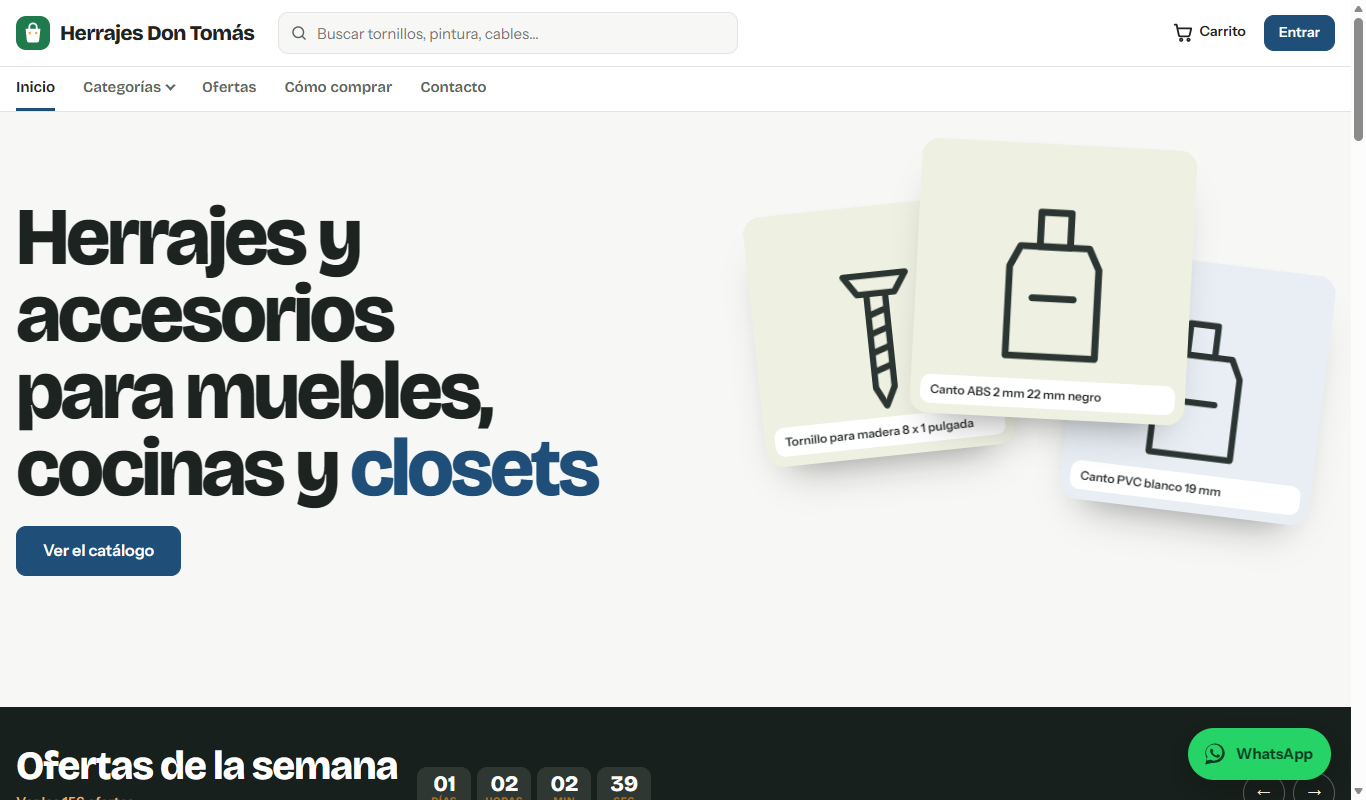 Herrajes Don Tomás
Buscar tornillos, pintura, cables...
Carrito
Entrar
Inicio
Categorías
Ofertas
Cómo comprar
Contacto
Herrajes y
accesorios
para muebles,
cocinas y closets
Ver el catálogo
Tornillo para madera 8 x 1 pulgada
Canto ABS 2 mm 22 mm negro
Canto PVC blanco 19 mm
Ofertas de la semana
01
02
02
39
WhatsApp